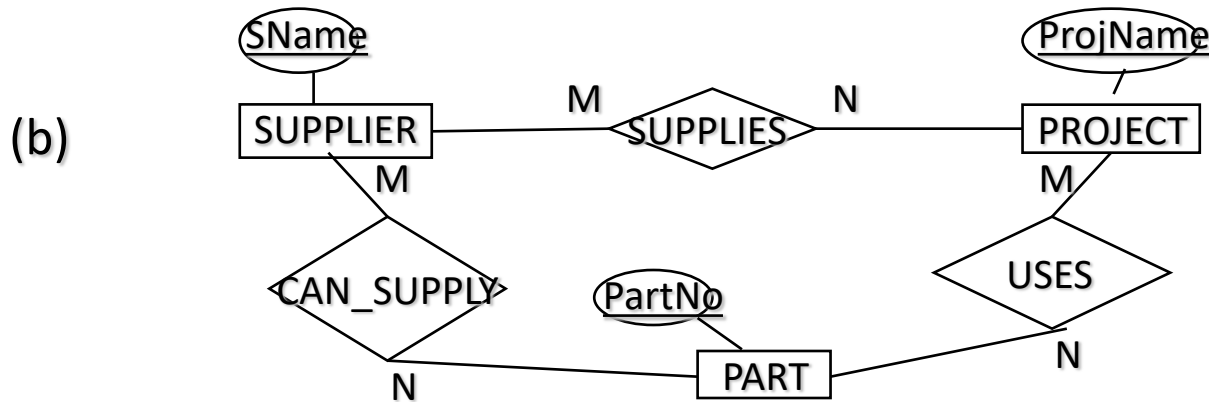 SName
ProjName
(b)
SUPPLIER
M
SUPPLIES
N
PROJECT
M
M
CAN_SUPPLY
PartNo
USES
N
PART
N